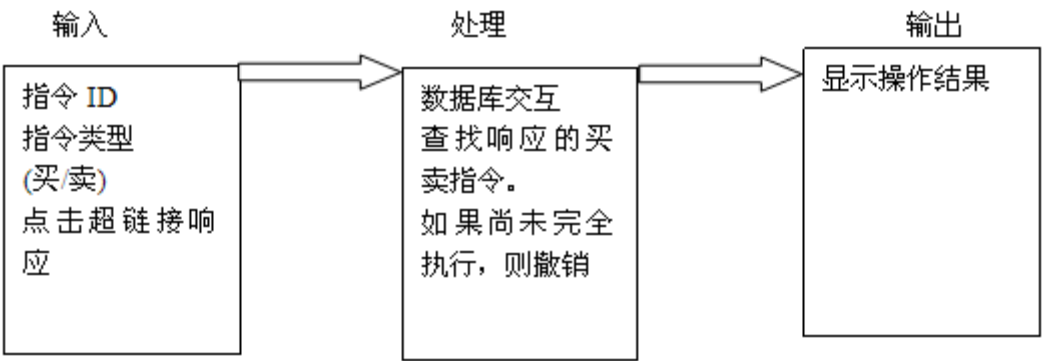 输入
指令 ID
指令类型
(买/卖)
点击超链接响
应
处理
数据库交互
查找响应的买
卖指令。
如果尚未完全
执行，则撤销
输出
显示操作结果